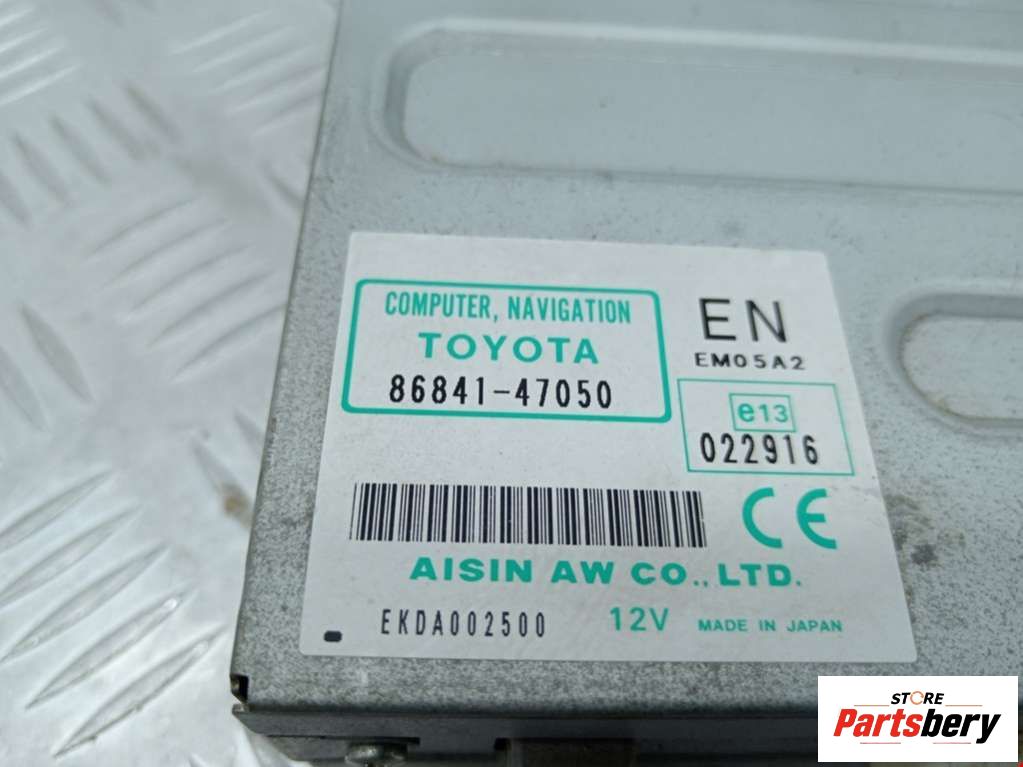 COMPUTER, NAVIGATION
TOYOTA
86841-47050
EN
EM05A2
e13
022916
CE
AISIN AW CO., LTD.
EKDA002500
12V
MADE IN JAPAN
STORE
Partsbery